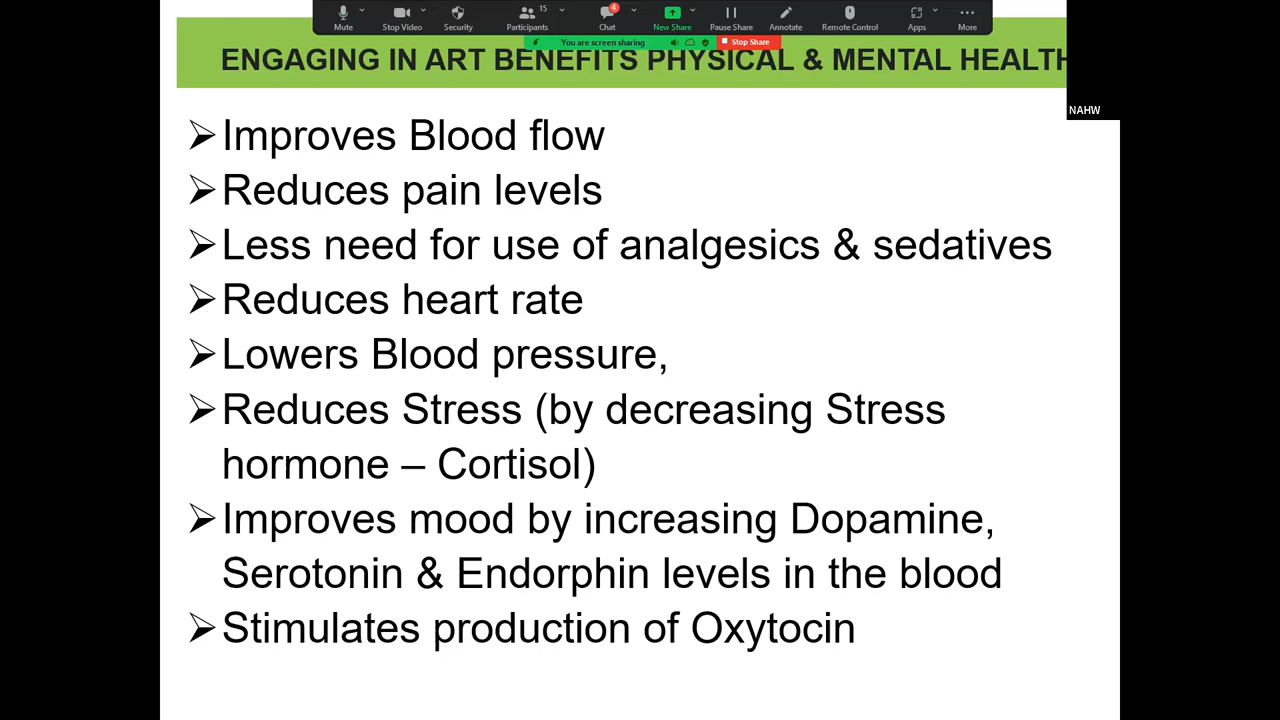 Mute
Stop Video
Security
15
Participants
4
Chat
New Share
Pause Share
Annotate
Remote Control
Apps
More
You are screen sharing
Stop Share
ENGAGING IN ART BENEFITS PHYSICAL & MENTAL HEALTH
NAHW
Improves Blood flow
Reduces pain levels
Less need for use of analgesics & sedatives
Reduces heart rate
Lowers Blood pressure,
Reduces Stress (by decreasing Stress
hormone – Cortisol)
Improves mood by increasing Dopamine,
Serotonin & Endorphin levels in the blood
Stimulates production of Oxytocin